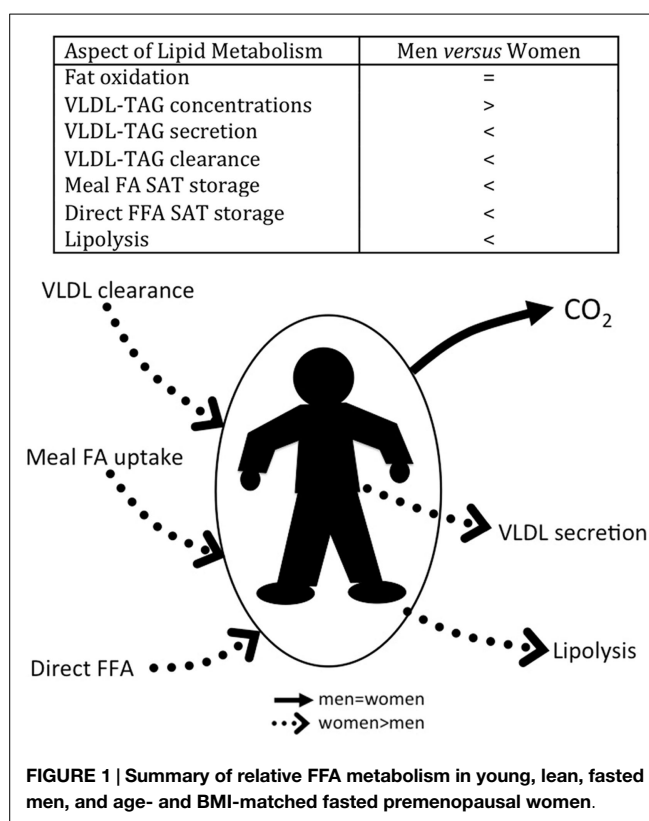 Aspect of Lipid Metabolism Men versus Women
Fat oxidation =
VLDL-TAG concentrations >
VLDL-TAG secretion <
VLDL-TAG clearance <
Meal FA SAT storage <
Direct FFA SAT storage <
Lipolysis <
VLDL clearance
CO₂
Meal FA uptake
VLDL secretion
Direct FFA
Lipolysis
men=women
women>men
FIGURE 1 | Summary of relative FFA metabolism in young, lean, fasted
men, and age- and BMI-matched fasted premenopausal women.